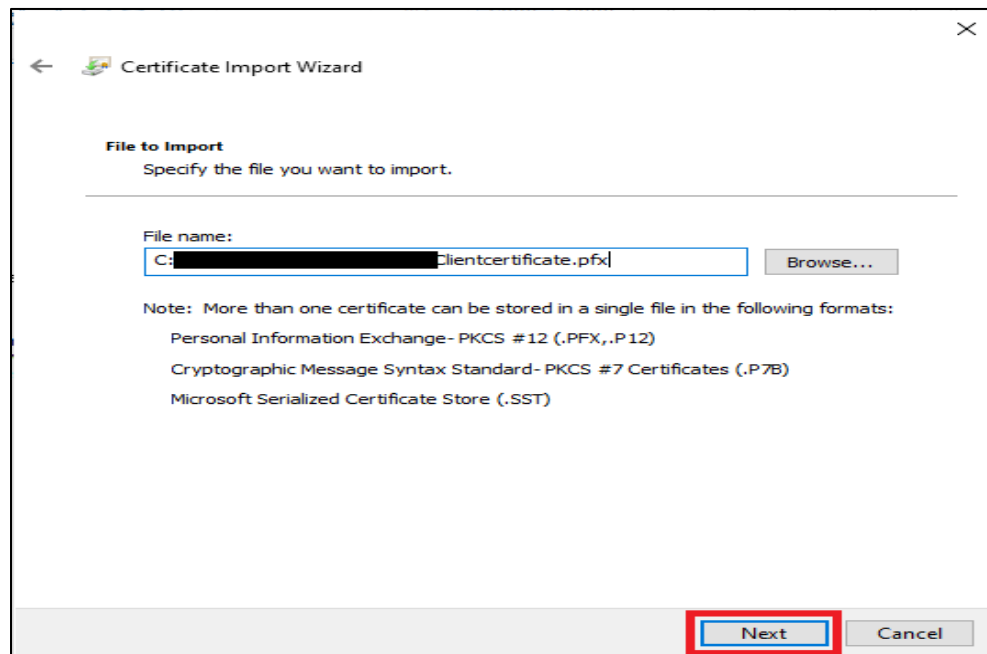 Certificate Import Wizard
File to Import
Specify the file you want to import.
File name:
C: Clientcertificate.pfx
Browse...
Note: More than one certificate can be stored in a single file in the following formats:
Personal Information Exchange- PKCS #12 (.PFX,.P12)
Cryptographic Message Syntax Standard- PKCS #7 Certificates (.P7B)
Microsoft Serialized Certificate Store (.SST)
Next
Cancel